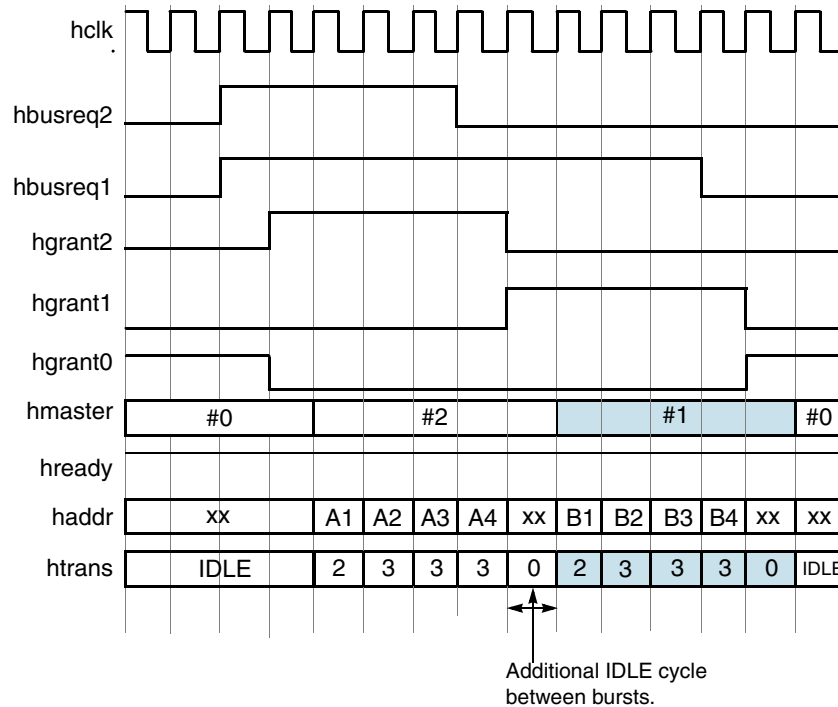 hclk
hbusreq2
hbusreq1
hgrant2
hgrant1
hgrant0
hmaster #0 #2 #1 #0
hready
haddr xx A1 A2 A3 A4 xx B1 B2 B3 B4 xx xx
htrans IDLE 2 3 3 3 0 2 3 3 3 0 IDLE
Additional IDLE cycle
between bursts.